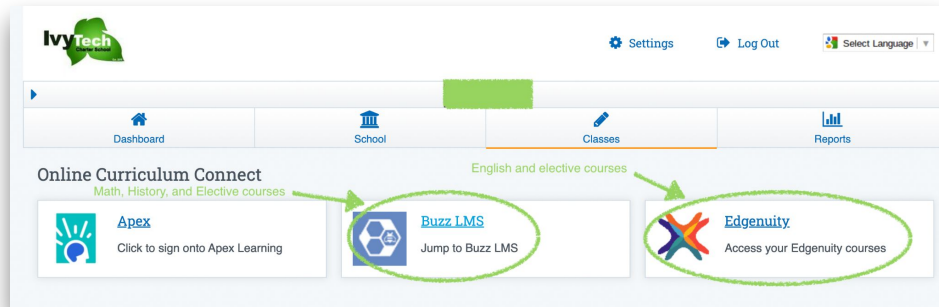 IvyTech
Charter School
Settings
Log Out
Select Language
Dashboard
School
Classes
Reports
Online Curriculum Connect
English and elective courses
Math, History, and Elective courses
Apex
Click to sign onto Apex Learning
Buzz LMS
Jump to Buzz LMS
Edgenuity
Access your Edgenuity courses